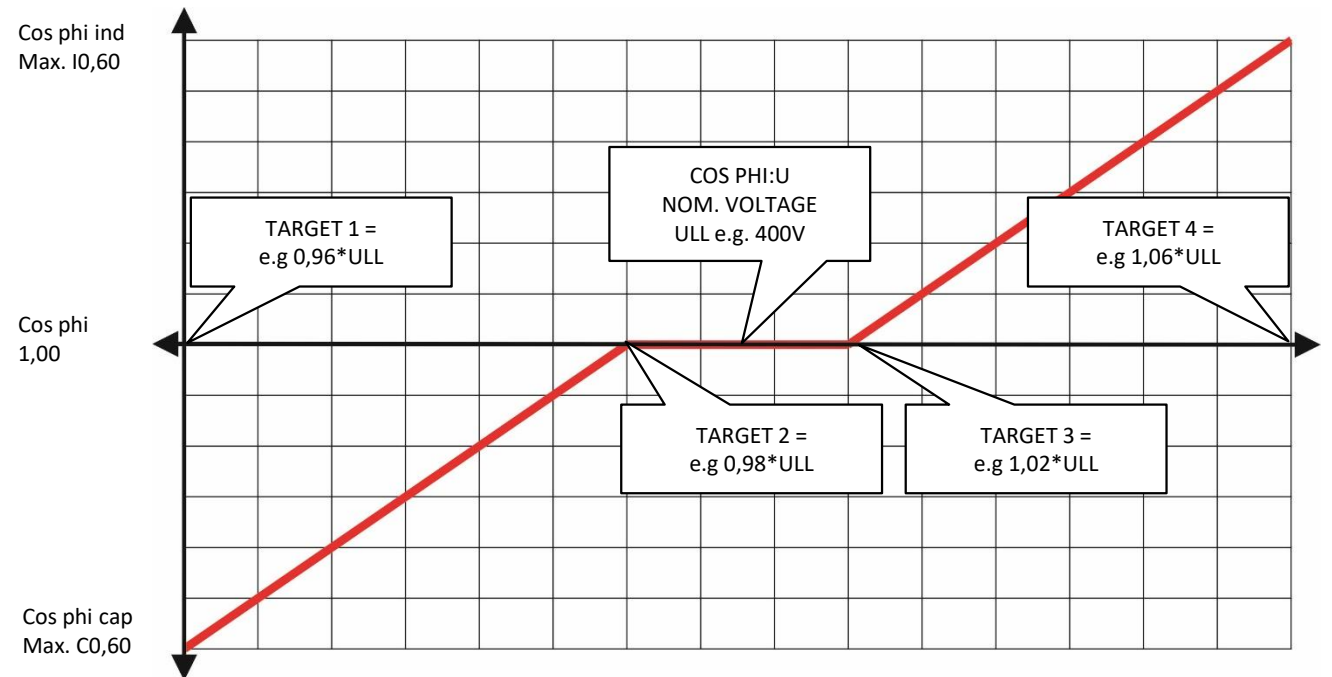 Cos phi ind
Max. I0,60
COS PHI:U
NOM. VOLTAGE
ULL e.g. 400V
TARGET 1 =
e.g 0,96*ULL
TARGET 4 =
e.g 1,06*ULL
Cos phi
1,00
TARGET 2 =
e.g 0,98*ULL
TARGET 3 =
e.g 1,02*ULL
Cos phi cap
Max. C0,60